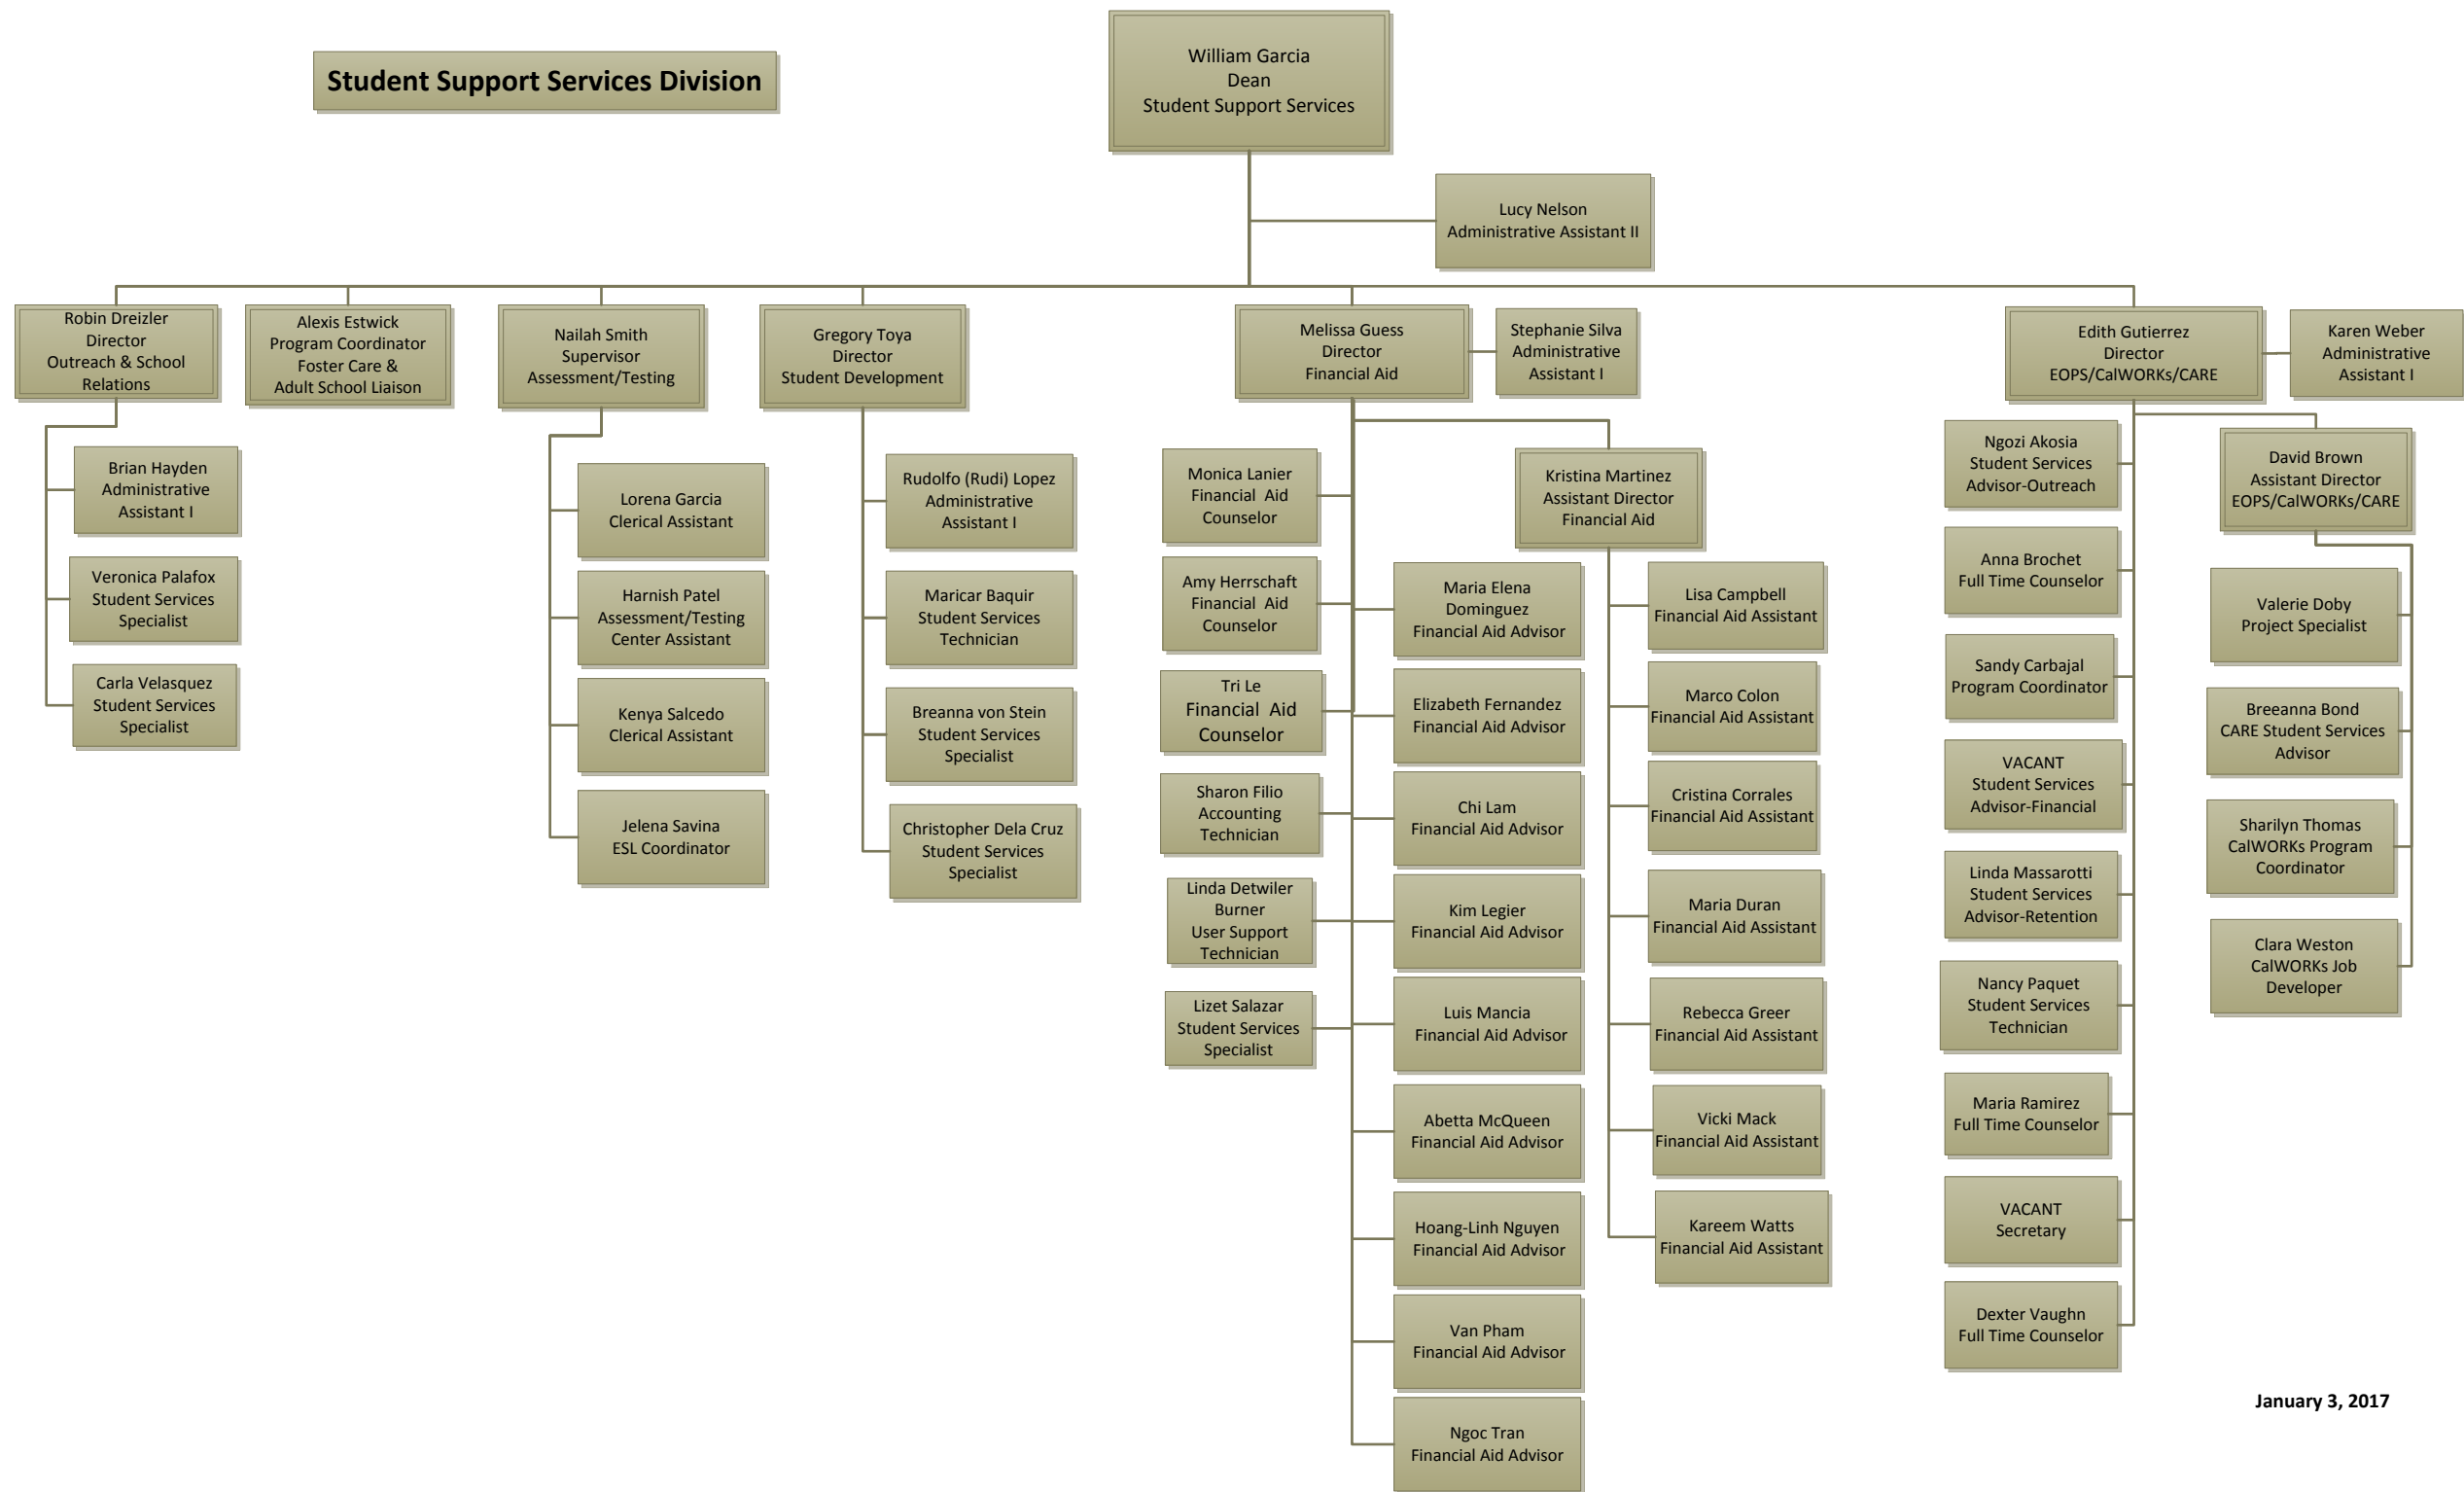 Student Support Services Division
William Garcia
Dean
Student Support Services
Lucy Nelson
Administrative Assistant II
Robin Dreizler
Director
Outreach & School
Relations
Alexis Estwick
Program Coordinator
Foster Care &
Adult School Liaison
Nailah Smith
Supervisor
Assessment/Testing
Gregory Toya
Director
Student Development
Melissa Guess
Director
Financial Aid
Stephanie Silva
Administrative
Assistant I
Edith Gutierrez
Director
EOPS/CalWORKs/CARE
Karen Weber
Administrative
Assistant I
Brian Hayden
Administrative
Assistant I
Veronica Palafox
Student Services
Specialist
Carla Velasquez
Student Services
Specialist
Lorena Garcia
Clerical Assistant
Harnish Patel
Assessment/Testing
Center Assistant
Kenya Salcedo
Clerical Assistant
Jelena Savina
ESL Coordinator
Rudolfo (Rudi) Lopez
Administrative
Assistant I
Maricar Baquir
Student Services
Technician
Breanna von Stein
Student Services
Specialist
Christopher Dela Cruz
Student Services
Specialist
Monica Lanier
Financial Aid
Counselor
Amy Herrschaft
Financial Aid
Counselor
Tri Le
Financial Aid
Counselor
Sharon Filio
Accounting
Technician
Linda Detwiler
Burner
User Support
Technician
Lizet Salazar
Student Services
Specialist
Maria Elena
Dominguez
Financial Aid Advisor
Elizabeth Fernandez
Financial Aid Advisor
Chi Lam
Financial Aid Advisor
Kim Legier
Financial Aid Advisor
Luis Mancia
Financial Aid Advisor
Abetta McQueen
Financial Aid Advisor
Hoang-Linh Nguyen
Financial Aid Advisor
Van Pham
Financial Aid Advisor
Ngoc Tran
Financial Aid Advisor
Kristina Martinez
Assistant Director
Financial Aid
Lisa Campbell
Financial Aid Assistant
Marco Colon
Financial Aid Assistant
Cristina Corrales
Financial Aid Assistant
Maria Duran
Financial Aid Assistant
Rebecca Greer
Financial Aid Assistant
Vicki Mack
Financial Aid Assistant
Kareem Watts
Financial Aid Assistant
Ngozi Akosia
Student Services
Advisor-Outreach
Anna Brochet
Full Time Counselor
Sandy Carbajal
Program Coordinator
VACANT
Student Services
Advisor-Financial
Linda Massarotti
Student Services
Advisor-Retention
Nancy Paquet
Student Services
Technician
Maria Ramirez
Full Time Counselor
VACANT
Secretary
Dexter Vaughn
Full Time Counselor
David Brown
Assistant Director
EOPS/CalWORKs/CARE
Valerie Doby
Project Specialist
Breeanna Bond
CARE Student Services
Advisor
Sharilyn Thomas
CalWORKs Program
Coordinator
Clara Weston
CalWORKs Job
Developer
January 3, 2017